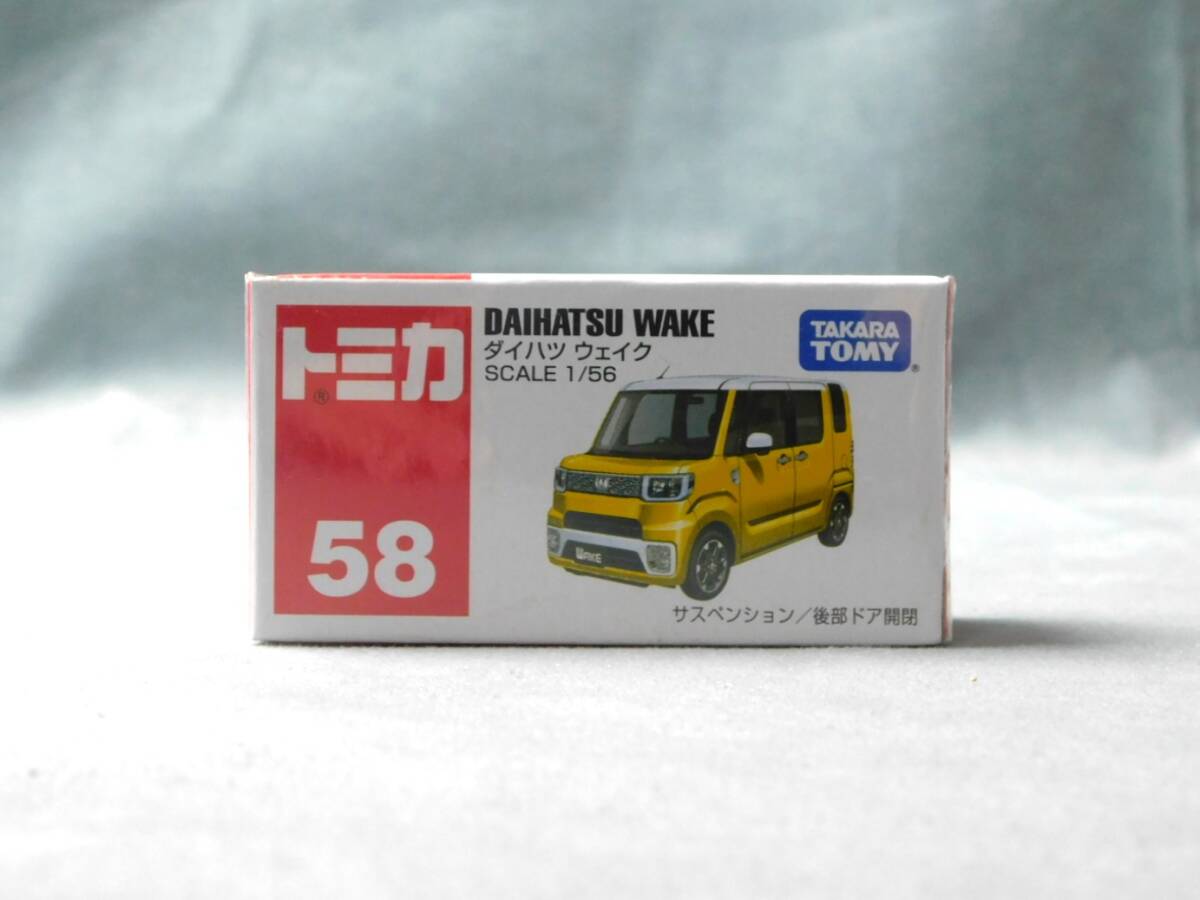 トミカ
®
58
DAIHATSU WAKE
ダイハツ ウェイク
SCALE 1/56
TAKARA
TOMY
®
WAKE
サスペンション/後部ドア開閉